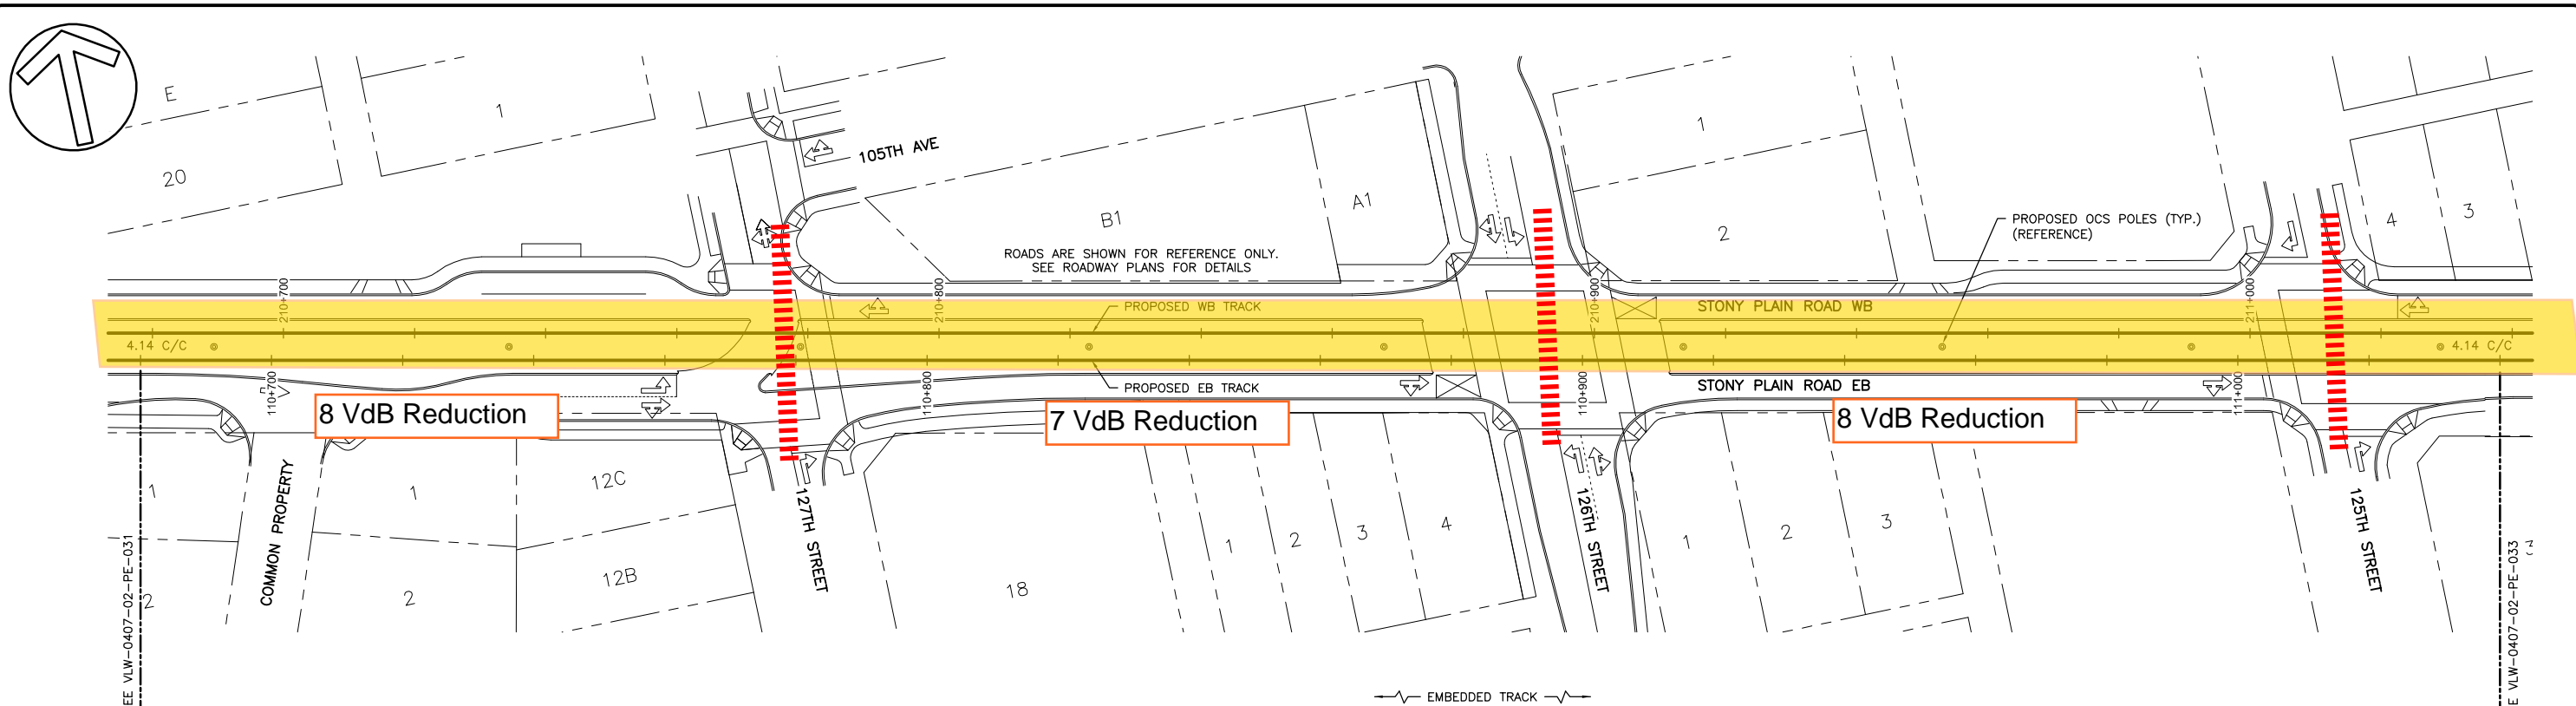 E
1
20
105TH AVE
B1
A1
ROADS ARE SHOWN FOR REFERENCE ONLY.
SEE ROADWAY PLANS FOR DETAILS
1
2
PROPOSED OCS POLES (TYP.)
(REFERENCE)
4
3
210+700
210+800
210+900
211+000
PROPOSED WB TRACK
STONY PLAIN ROAD WB
4.14 C/C
4.14 C/C
110+700
110+800
110+900
111+000
PROPOSED EB TRACK
STONY PLAIN ROAD EB
8 VdB Reduction
7 VdB Reduction
8 VdB Reduction
1
COMMON PROPERTY
1
12C
127TH STREET
1
2
3
4
126TH STREET
1
2
3
125TH STREET
2
2
12B
18
EE VLW-0407-02-PE-031
E VLW-0407-02-PE-033
EMBEDDED TRACK